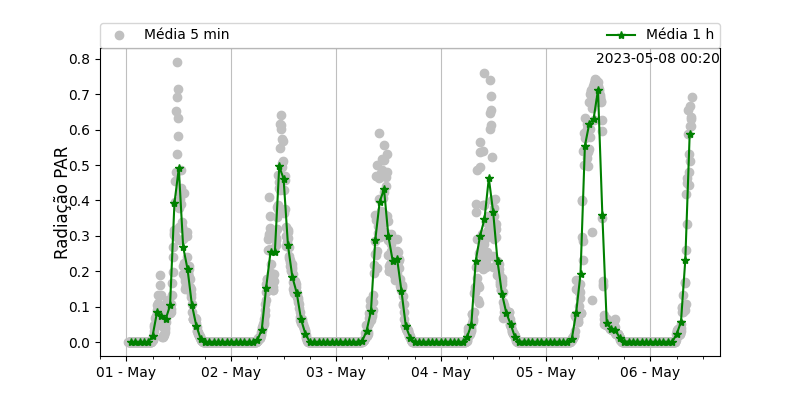 Média 5 min
Média 1 h
2023-05-08 00:20
Radiação PAR
0.8
0.7
0.6
0.5
0.4
0.3
0.2
0.1
0.0
01 - May
02 - May
03 - May
04 - May
05 - May
06 - May